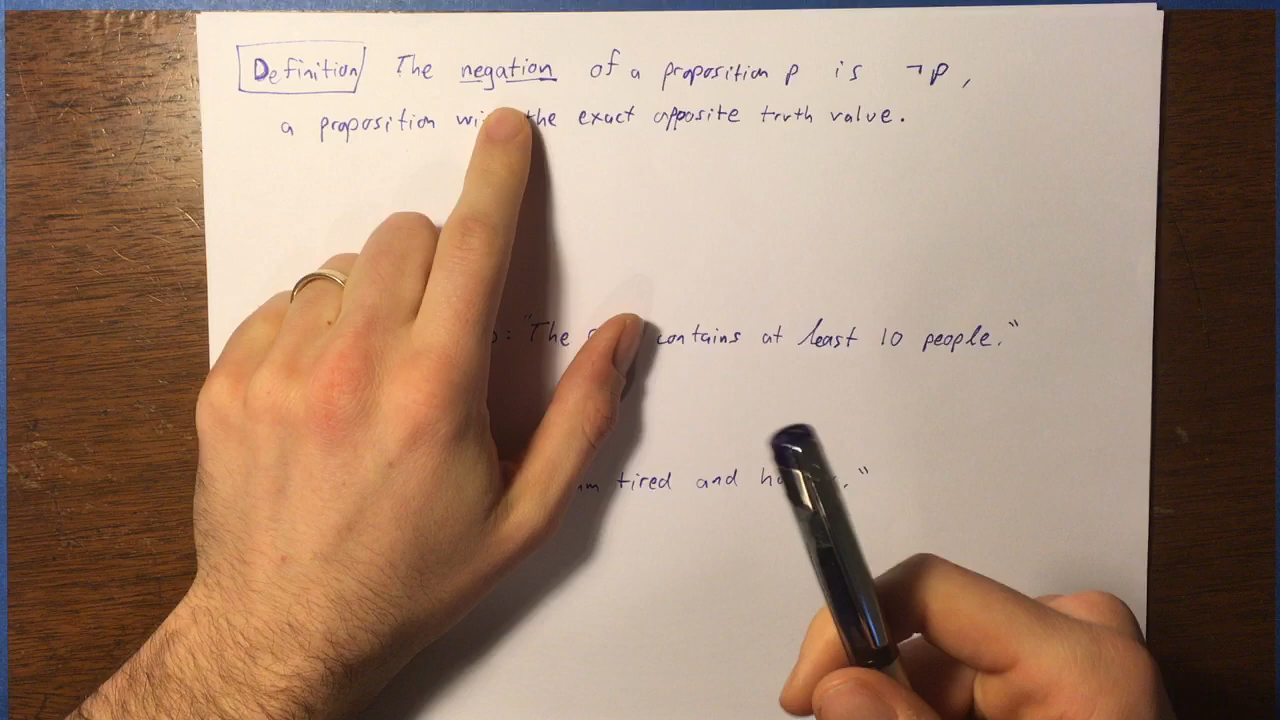 Definition The negation of a proposition p is ¬p,
a proposition the exact opposite truth value.
: "The contains at least 10 people."
tired and